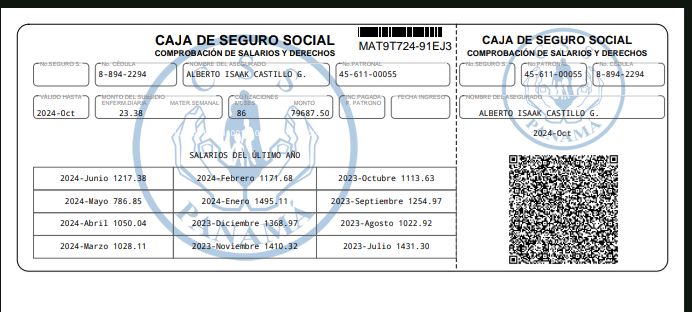 CAJA DE SEGURO SOCIAL
COMPROBACIÓN DE SALARIOS Y DERECHOS
MAT9T724-91EJ3
No.SEGURO S.
No. CÉDULA
8-894-2294
NOMBRE DEL ASEGURADO
ALBERTO ISAAK CASTILLO G.
No.PATRONAL
45-611-00055
VÁLIDO HASTA
2024-Oct
MONTO DEL SUBSIDIO
ENFERMEDAD
23.38
MATER.SEMANAL
COTIZACIONES
MESES
86
MONTO
79687.50
PAGADA
P. PATRONO
FECHA INGRESO
SALARIOS DEL ÚLTIMO AÑO
2024-Junio 1217.38
2024-Febrero 1171.68
2023-Octubre 1113.63
2024-Mayo 786.85
2024-Enero 1495.11
2023-Septiembre 1254.97
2024-Abril 1050.04
2023-Diciembre 1368.97
2023-Agosto 1022.92
2024-Marzo 1028.11
2023-Noviembre 1410.32
2023-Julio 1431.30
C S S
PANAMA
CAJA DE SEGURO SOCIAL
COMPROBACIÓN DE SALARIOS Y DERECHOS
No.SEGURO S.
No.PATRONAL
45-611-00055
No. CÉDULA
8-894-2294
NOMBRE DEL ASEGURADO
ALBERTO ISAAK CASTILLO G.
2024-Oct
PANAMA